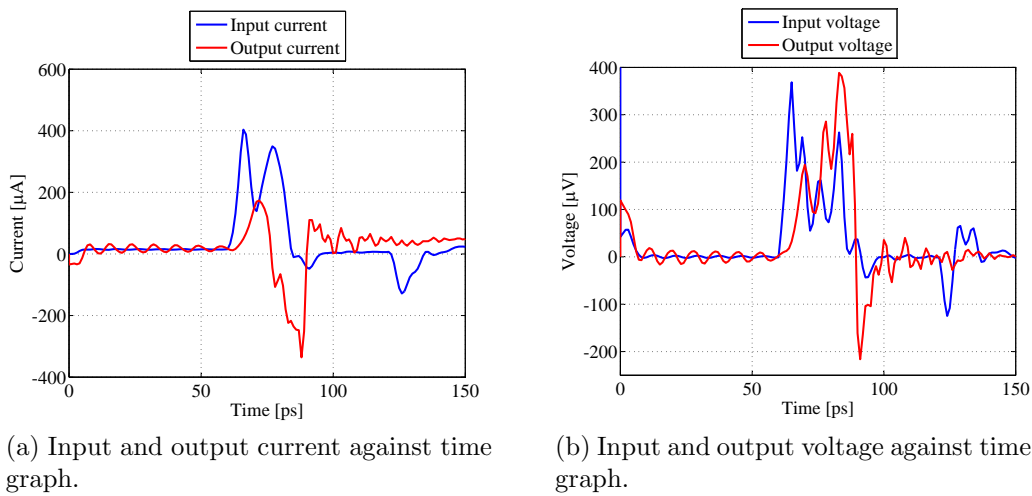 Input current
Output current
600
400
200
0
-200
-400
0
50
100
150
Current [µA]
Time [ps]
(a) Input and output current against time
graph.
Input voltage
Output voltage
400
300
200
100
0
-100
-200
0
50
100
150
Voltage [µV]
Time [ps]
(b) Input and output voltage against time
graph.